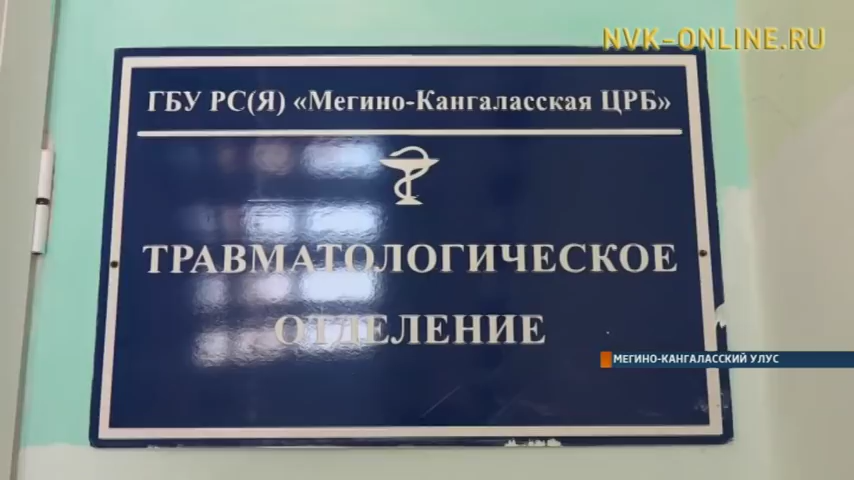 NVK-ONLINE.RU
ГБУ РС(Я) «Мегино-Кангаласская ЦРБ»
ТРАВМАТОЛОГИЧЕСКОЕ
ОТДЕЛЕНИЕ
МЕГИНО-КАНГАЛАССКИЙ УЛУС